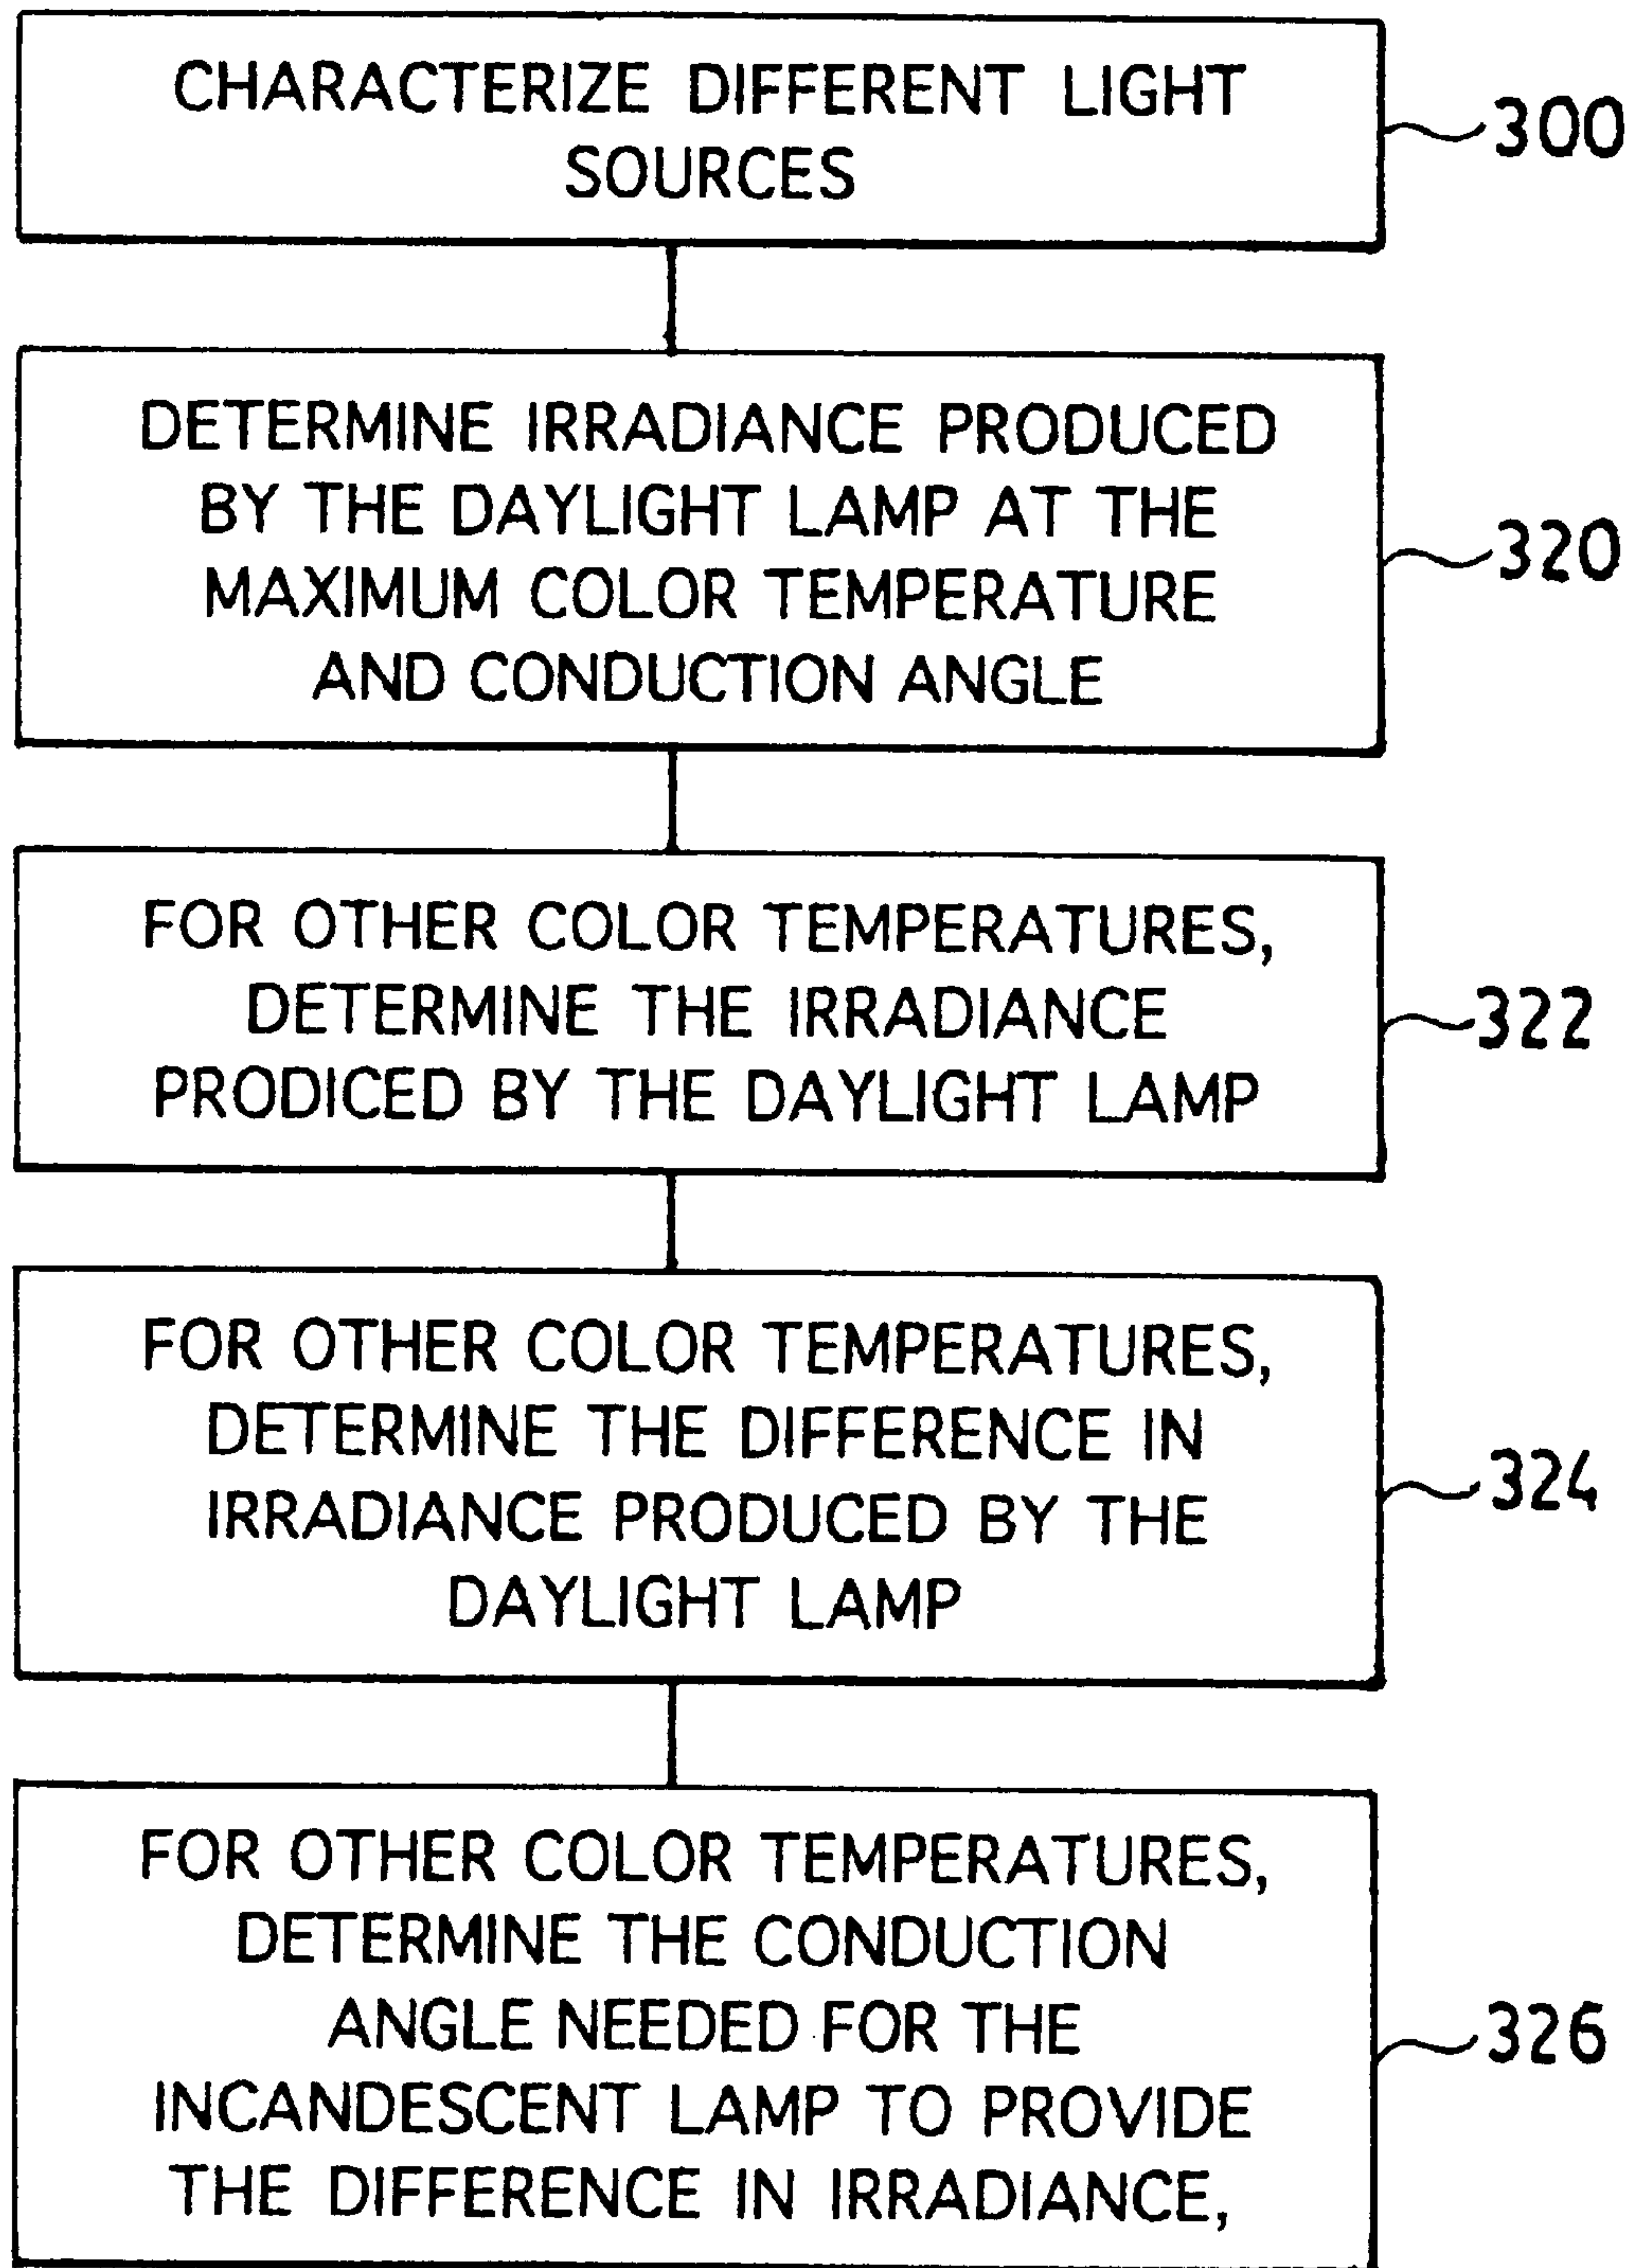 CHARACTERIZE DIFFERENT LIGHT
SOURCES
300
DETERMINE IRRADIANCE PRODUCED
BY THE DAYLIGHT LAMP AT THE
MAXIMUM COLOR TEMPERATURE
AND CONDUCTION ANGLE
320
FOR OTHER COLOR TEMPERATURES,
DETERMINE THE IRRADIANCE
PRODICED BY THE DAYLIGHT LAMP
322
FOR OTHER COLOR TEMPERATURES,
DETERMINE THE DIFFERENCE IN
IRRADIANCE PRODUCED BY THE
DAYLIGHT LAMP
324
FOR OTHER COLOR TEMPERATURES,
DETERMINE THE CONDUCTION
ANGLE NEEDED FOR THE
INCANDESCENT LAMP TO PROVIDE
THE DIFFERENCE IN IRRADIANCE,
326